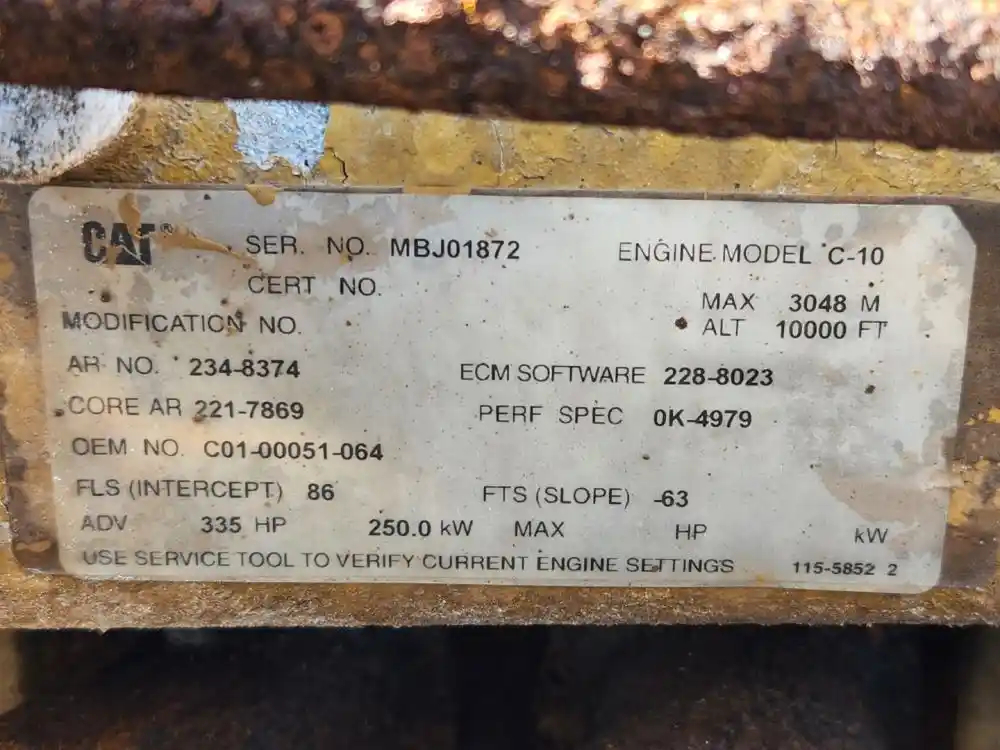 CAT® SER. NO. MBJ01872 ENGINE MODEL C-10
CERT NO.
MAX 3048 M
MODIFICATION NO.
ALT 10000 FT
AR NO. 234-8374 ECM SOFTWARE 228-8023
CORE AR 221-7869 PERF SPEC 0K-4979
OEM NO. C01-00051-064
FLS (INTERCEPT) 86 FTS (SLOPE) -63
ADV 335 HP 250.0 kW MAX HP kW
USE SERVICE TOOL TO VERIFY CURRENT ENGINE SETTINGS 115-5852 2